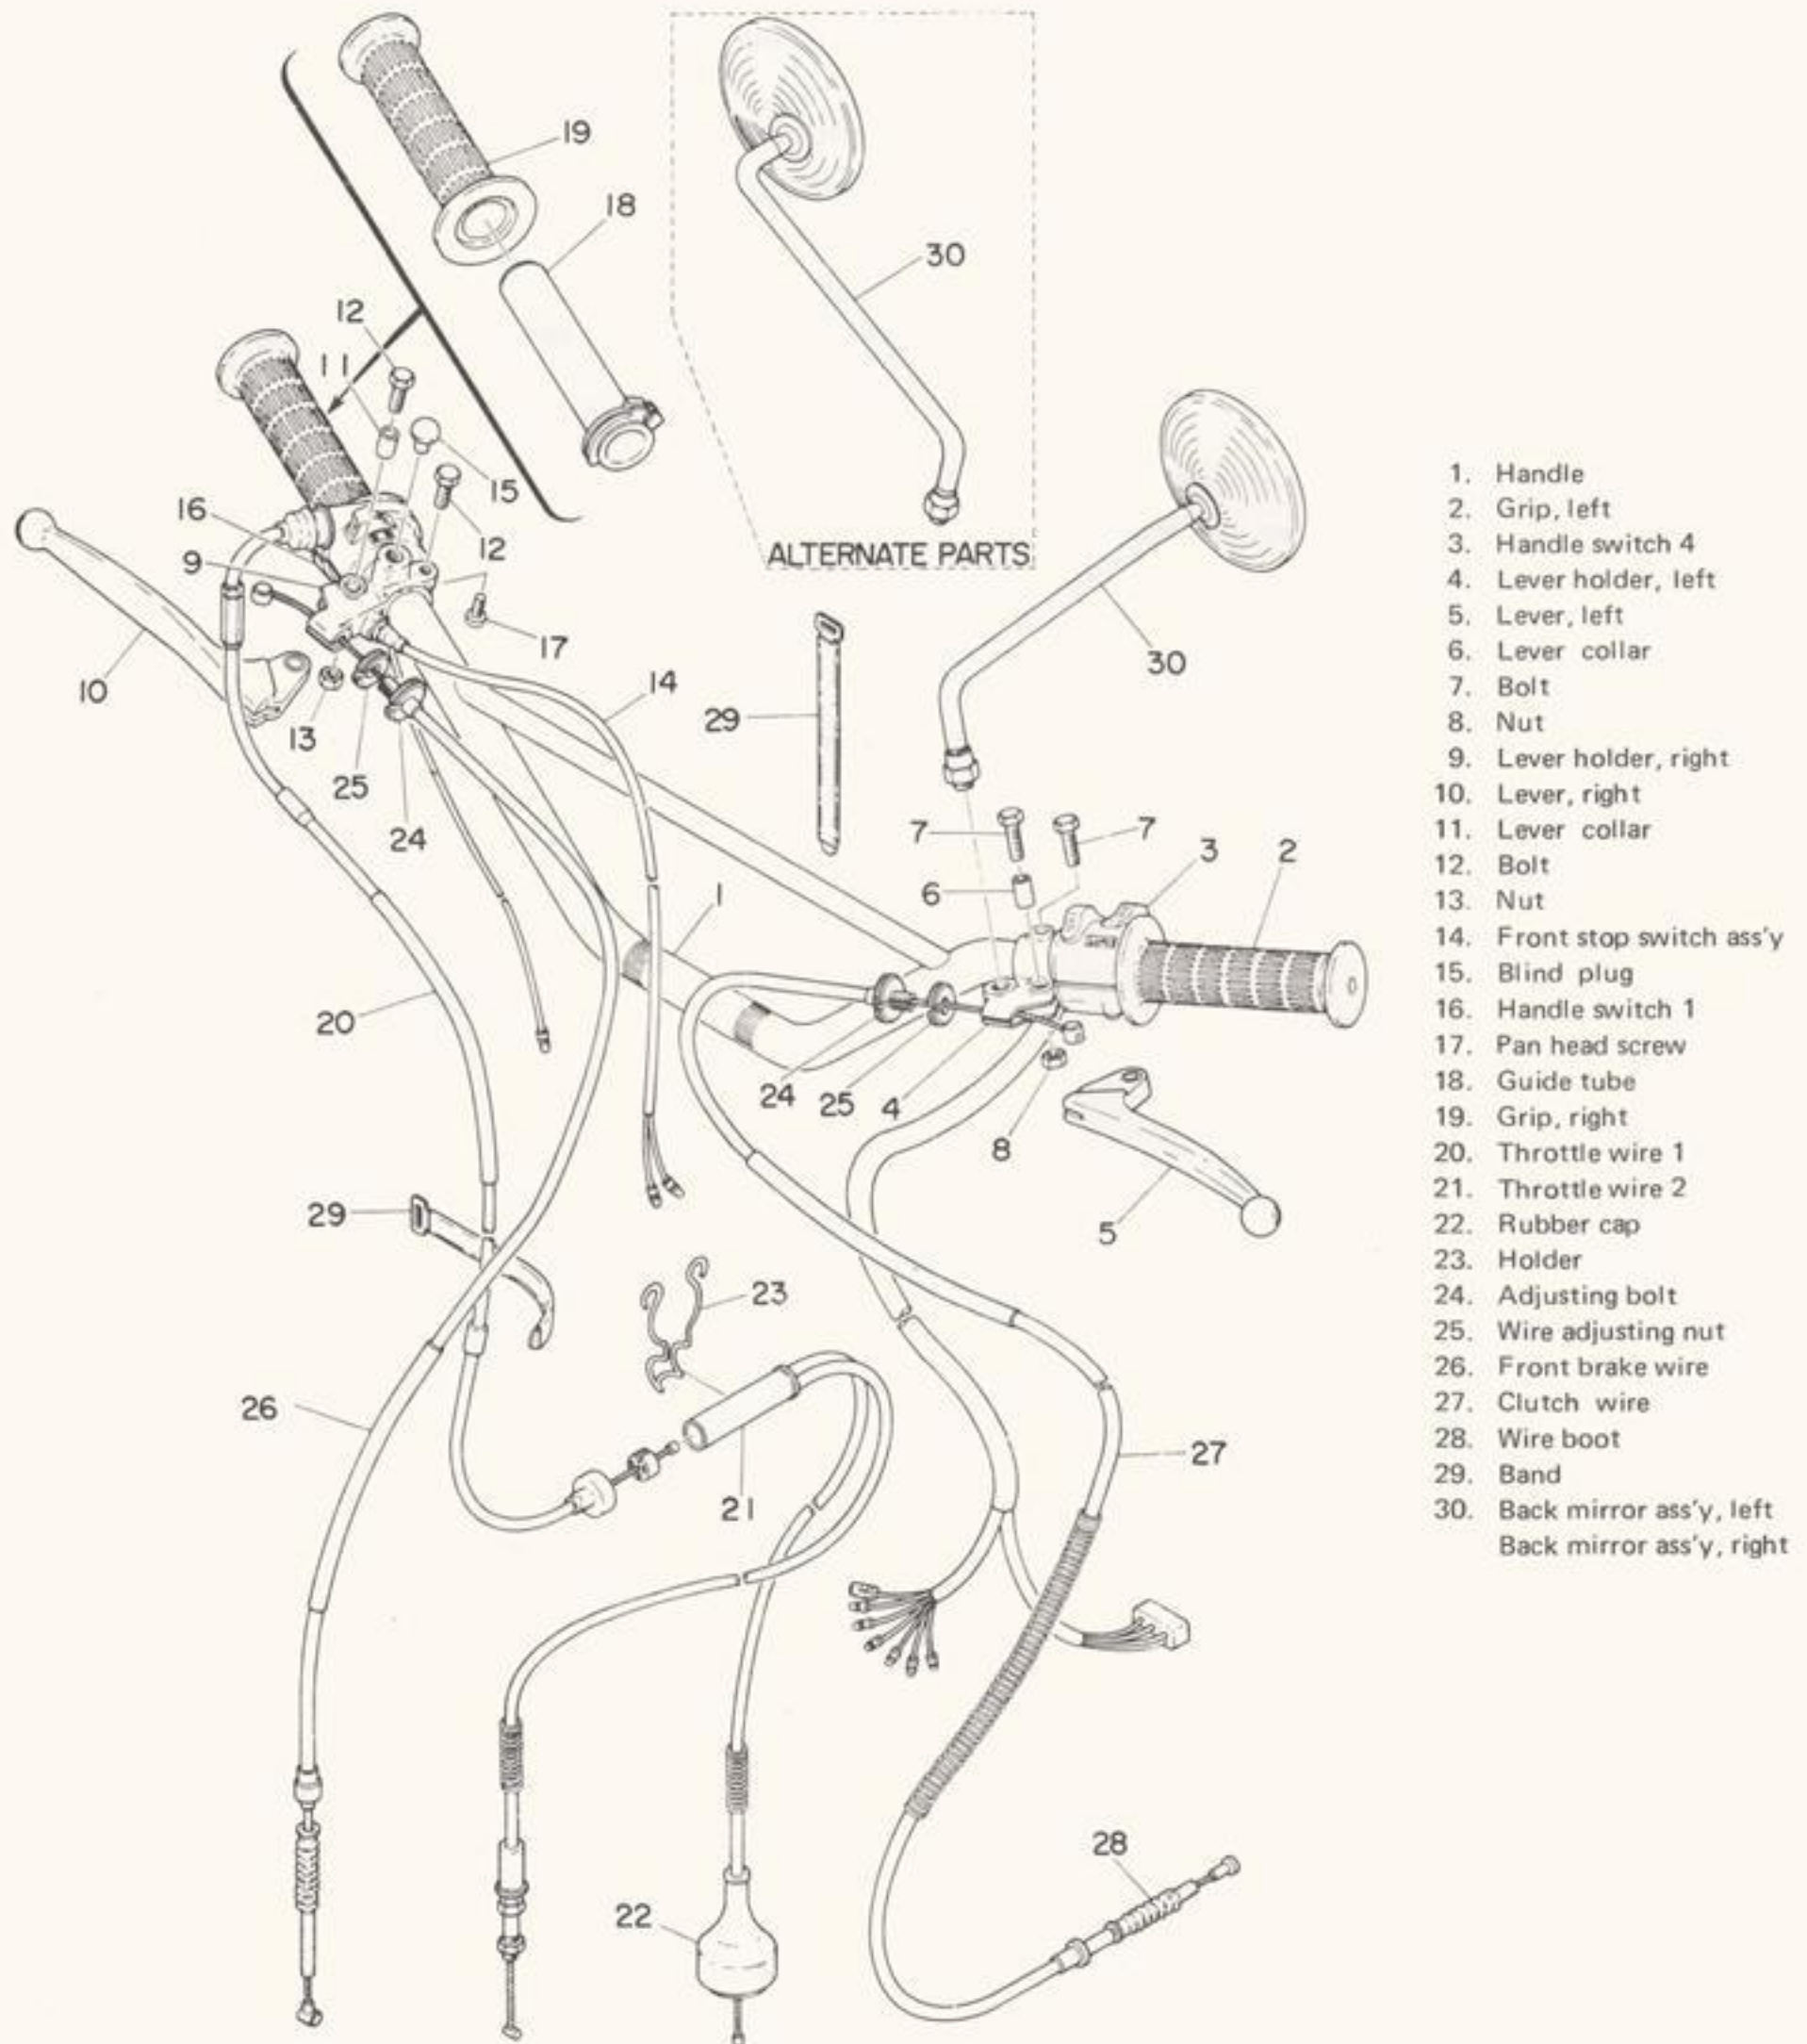 19
18
30
12
11
15
16
12
9
ALTERNATE PARTS
17
30
10
14
29
13
25
24
7
7
3
2
6
1
20
24
25
4
8
29
5
23
26
27
21
28
22
1. Handle
2. Grip, left
3. Handle switch 4
4. Lever holder, left
5. Lever, left
6. Lever collar
7. Bolt
8. Nut
9. Lever holder, right
10. Lever, right
11. Lever collar
12. Bolt
13. Nut
14. Front stop switch ass'y
15. Blind plug
16. Handle switch 1
17. Pan head screw
18. Guide tube
19. Grip, right
20. Throttle wire 1
21. Throttle wire 2
22. Rubber cap
23. Holder
24. Adjusting bolt
25. Wire adjusting nut
26. Front brake wire
27. Clutch wire
28. Wire boot
29. Band
30. Back mirror ass'y, left
Back mirror ass'y, right